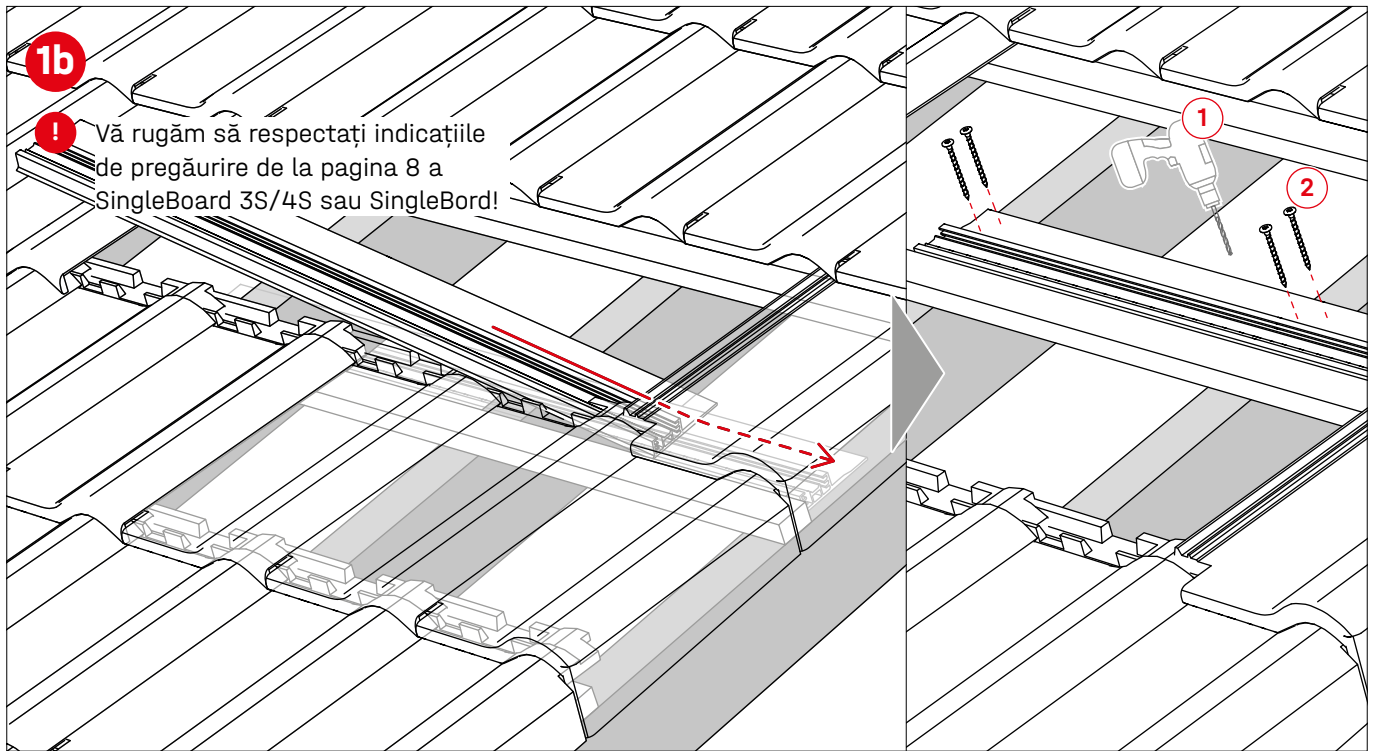 1b
! Vă rugăm să respectați indicațiile
de pregăurire de la pagina 8 a
SingleBoard 3S/4S sau SingleBord!
1
2